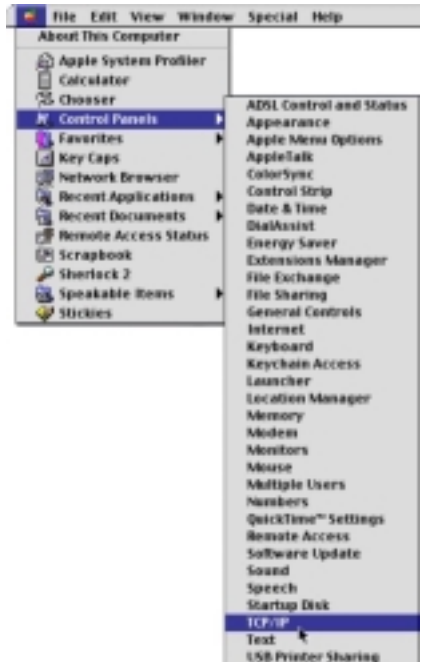 File Edit View Window Special Help
About This Computer
Apple System Profiler
Calculator
Chooser
Control Panels
Favorites
Key Caps
Network Browser
Recent Applications
Recent Documents
Remote Access Status
Scrapbook
Sherlock 2
Speakable Items
Stickies
ADSL Control and Status
Appearance
Apple Menu Options
AppleTalk
ColorSync
Control Strip
Date & Time
DialAssist
Energy Saver
Extensions Manager
File Exchange
File Sharing
General Controls
Internet
Keyboard
Keychain Access
Launcher
Location Manager
Memory
Modem
Monitors
Mouse
Multiple Users
Numbers
QuickTime™ Settings
Remote Access
Software Update
Sound
Speech
Startup Disk
TCP/IP
Text
USB Printer Sharing